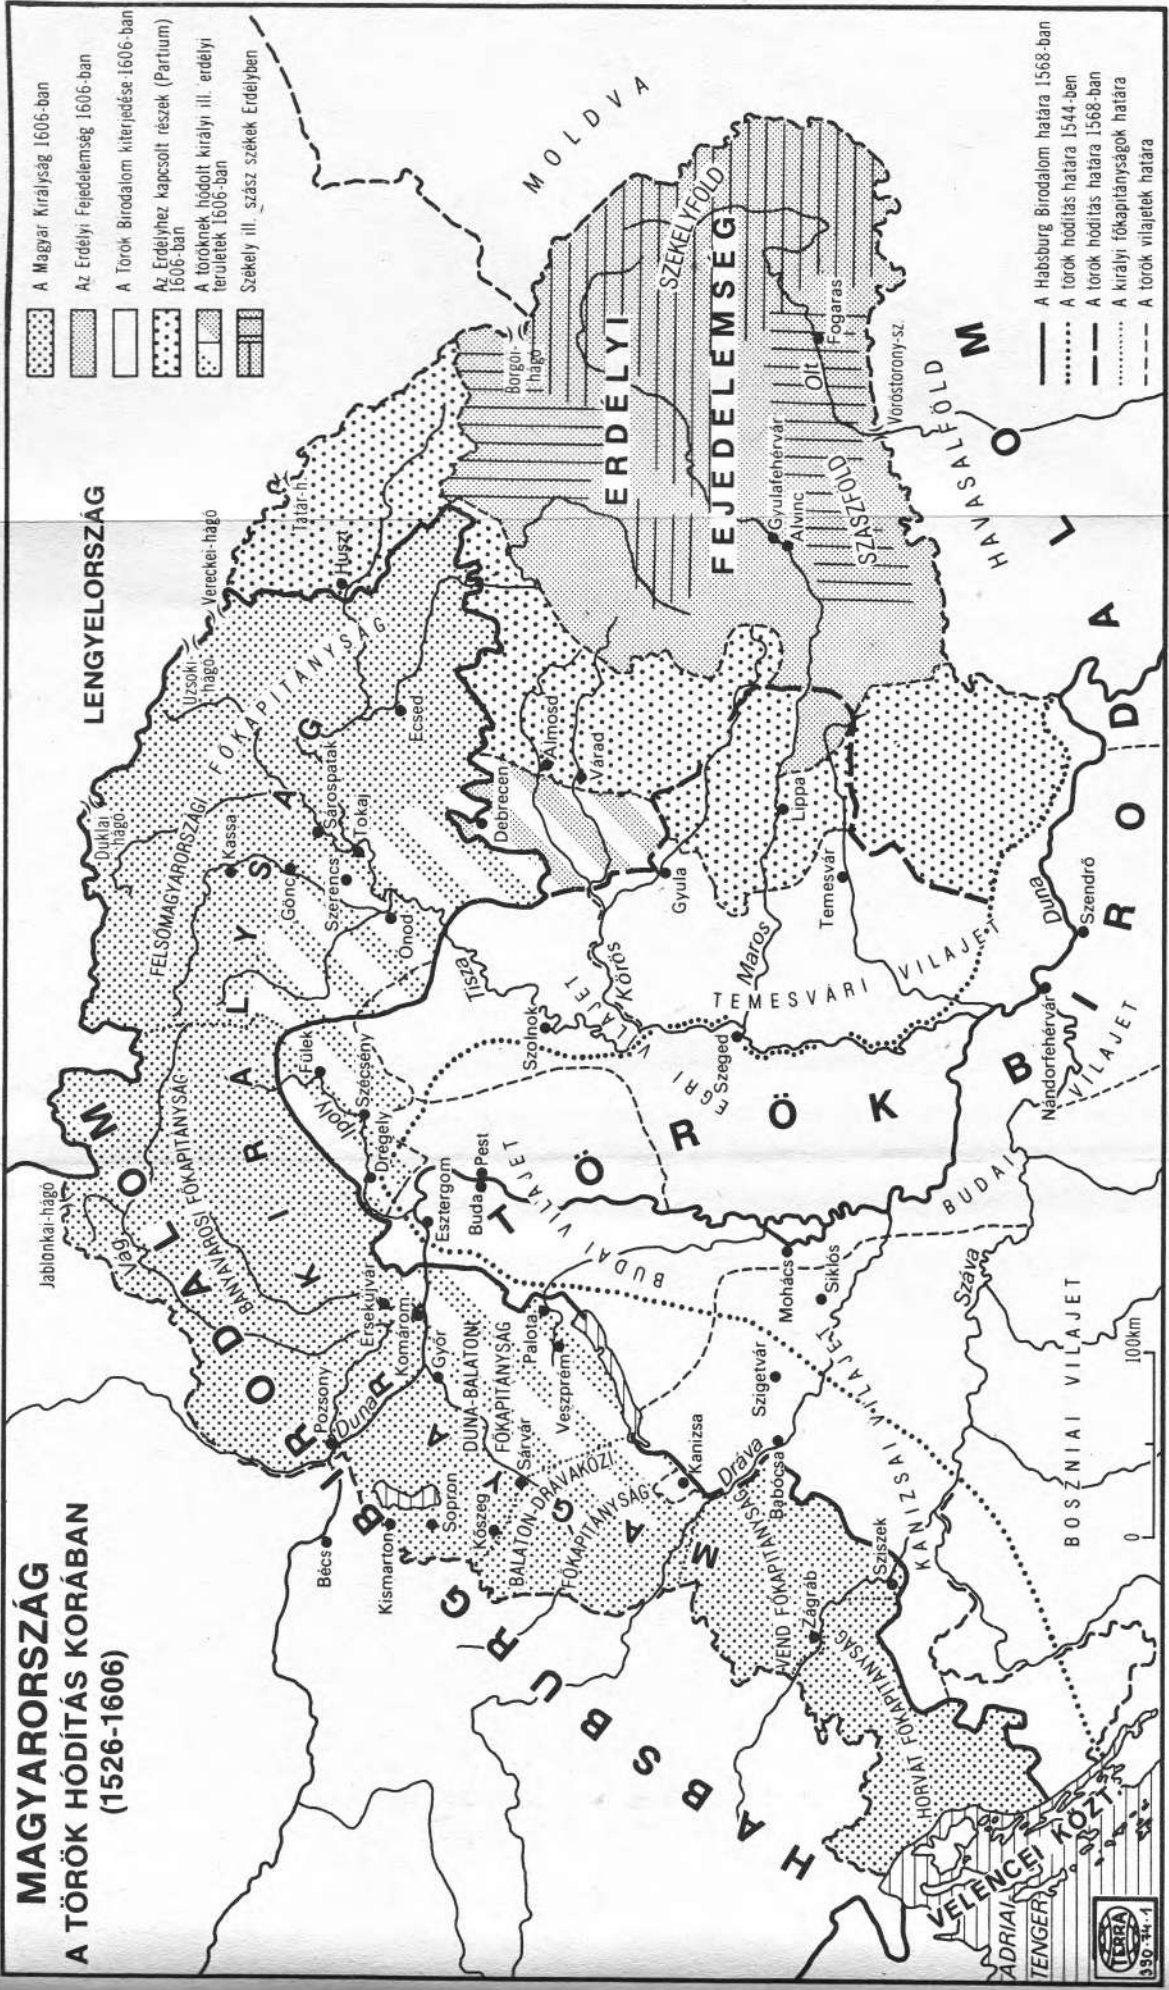 MAGYARORSZÁG
A TÖRÖK HÓDÍTÁS KORÁBAN
(1526-1606)
A Magyar Királyság 1606-ban
Az Erdélyi Fejedelemség 1606-ban
A Török Birodalom kiterjedése 1606-ban
Az Erdélyhez kapcsolt részek (Partium)
1606-ban
A töröknek hódolt királyi ill. erdélyi
területek 1606-ban
Székely ill. szász székek Erdélyben
LENGYELORSZÁG
MOLDVA
HABSBURG BIRODALOM
MAGYAR KIRÁLYSÁG
Jablonkai-hágó
Vág
BÁNYAVÁROSI FŐKAPITÁNYSÁG
FELSŐMAGYARORSZÁGI FŐKAPITÁNYSÁG
Duklai
hágó
Uzsoki-
hágó
Vereckei-hágó
Tatár-h.
Borgói-
hágó
Bécs
Pozsony
Duna
Érsekújvár
Komárom
Győr
Kismarton
Sopron
Kőszeg
Sárvár
DUNA-BALATONI
FŐKAPITÁNYSÁG
Palota
Veszprém
BALATON-DRÁVAKÖZI
FŐKAPITÁNYSÁG
Kanizsa
Fülek
Ipoly
Szécsény
Drégely
Esztergom
Buda
Pest
Kassa
Gönc
Szerencs
Sárospatak
Tokaj
Ónod
Ecsed
Huszt
Debrecen
Álmosd
Várad
Tisza
Szolnok
Körös
Gyula
Maros
Szeged
Lippa
Temesvár
ERDÉLYI
FEJEDELEMSÉG
SZÉKELYFÖLD
SZÁSZFÖLD
Gyulafehérvár
Alvinc
Olt
Fogaras
Vöröstorony-sz.
HAVASALFÖLD
TÖRÖK BIRODALOM
BUDAI VILAJET
EGRI VILAJET
TEMESVÁRI VILAJET
Mohács
Siklós
Szigetvár
Babócsa
Dráva
VEND FŐKAPITÁNYSÁG
Zágráb
Sziszek
HORVÁT FŐKAPITÁNYSÁG
KANIZSAI VILAJET
Száva
BUDAI VILAJET
Nándorfehérvár
Szendrő
Duna
BOSZNIAI VILAJET
0
100km
VELENCEI KÖZT.
ADRIAI-
TENGER
TERRA
390-74-1
A Habsburg Birodalom határa 1568-ban
A török hódítás határa 1544-ben
A török hódítás határa 1568-ban
A királyi főkapitányságok határa
A török vilajetek határa